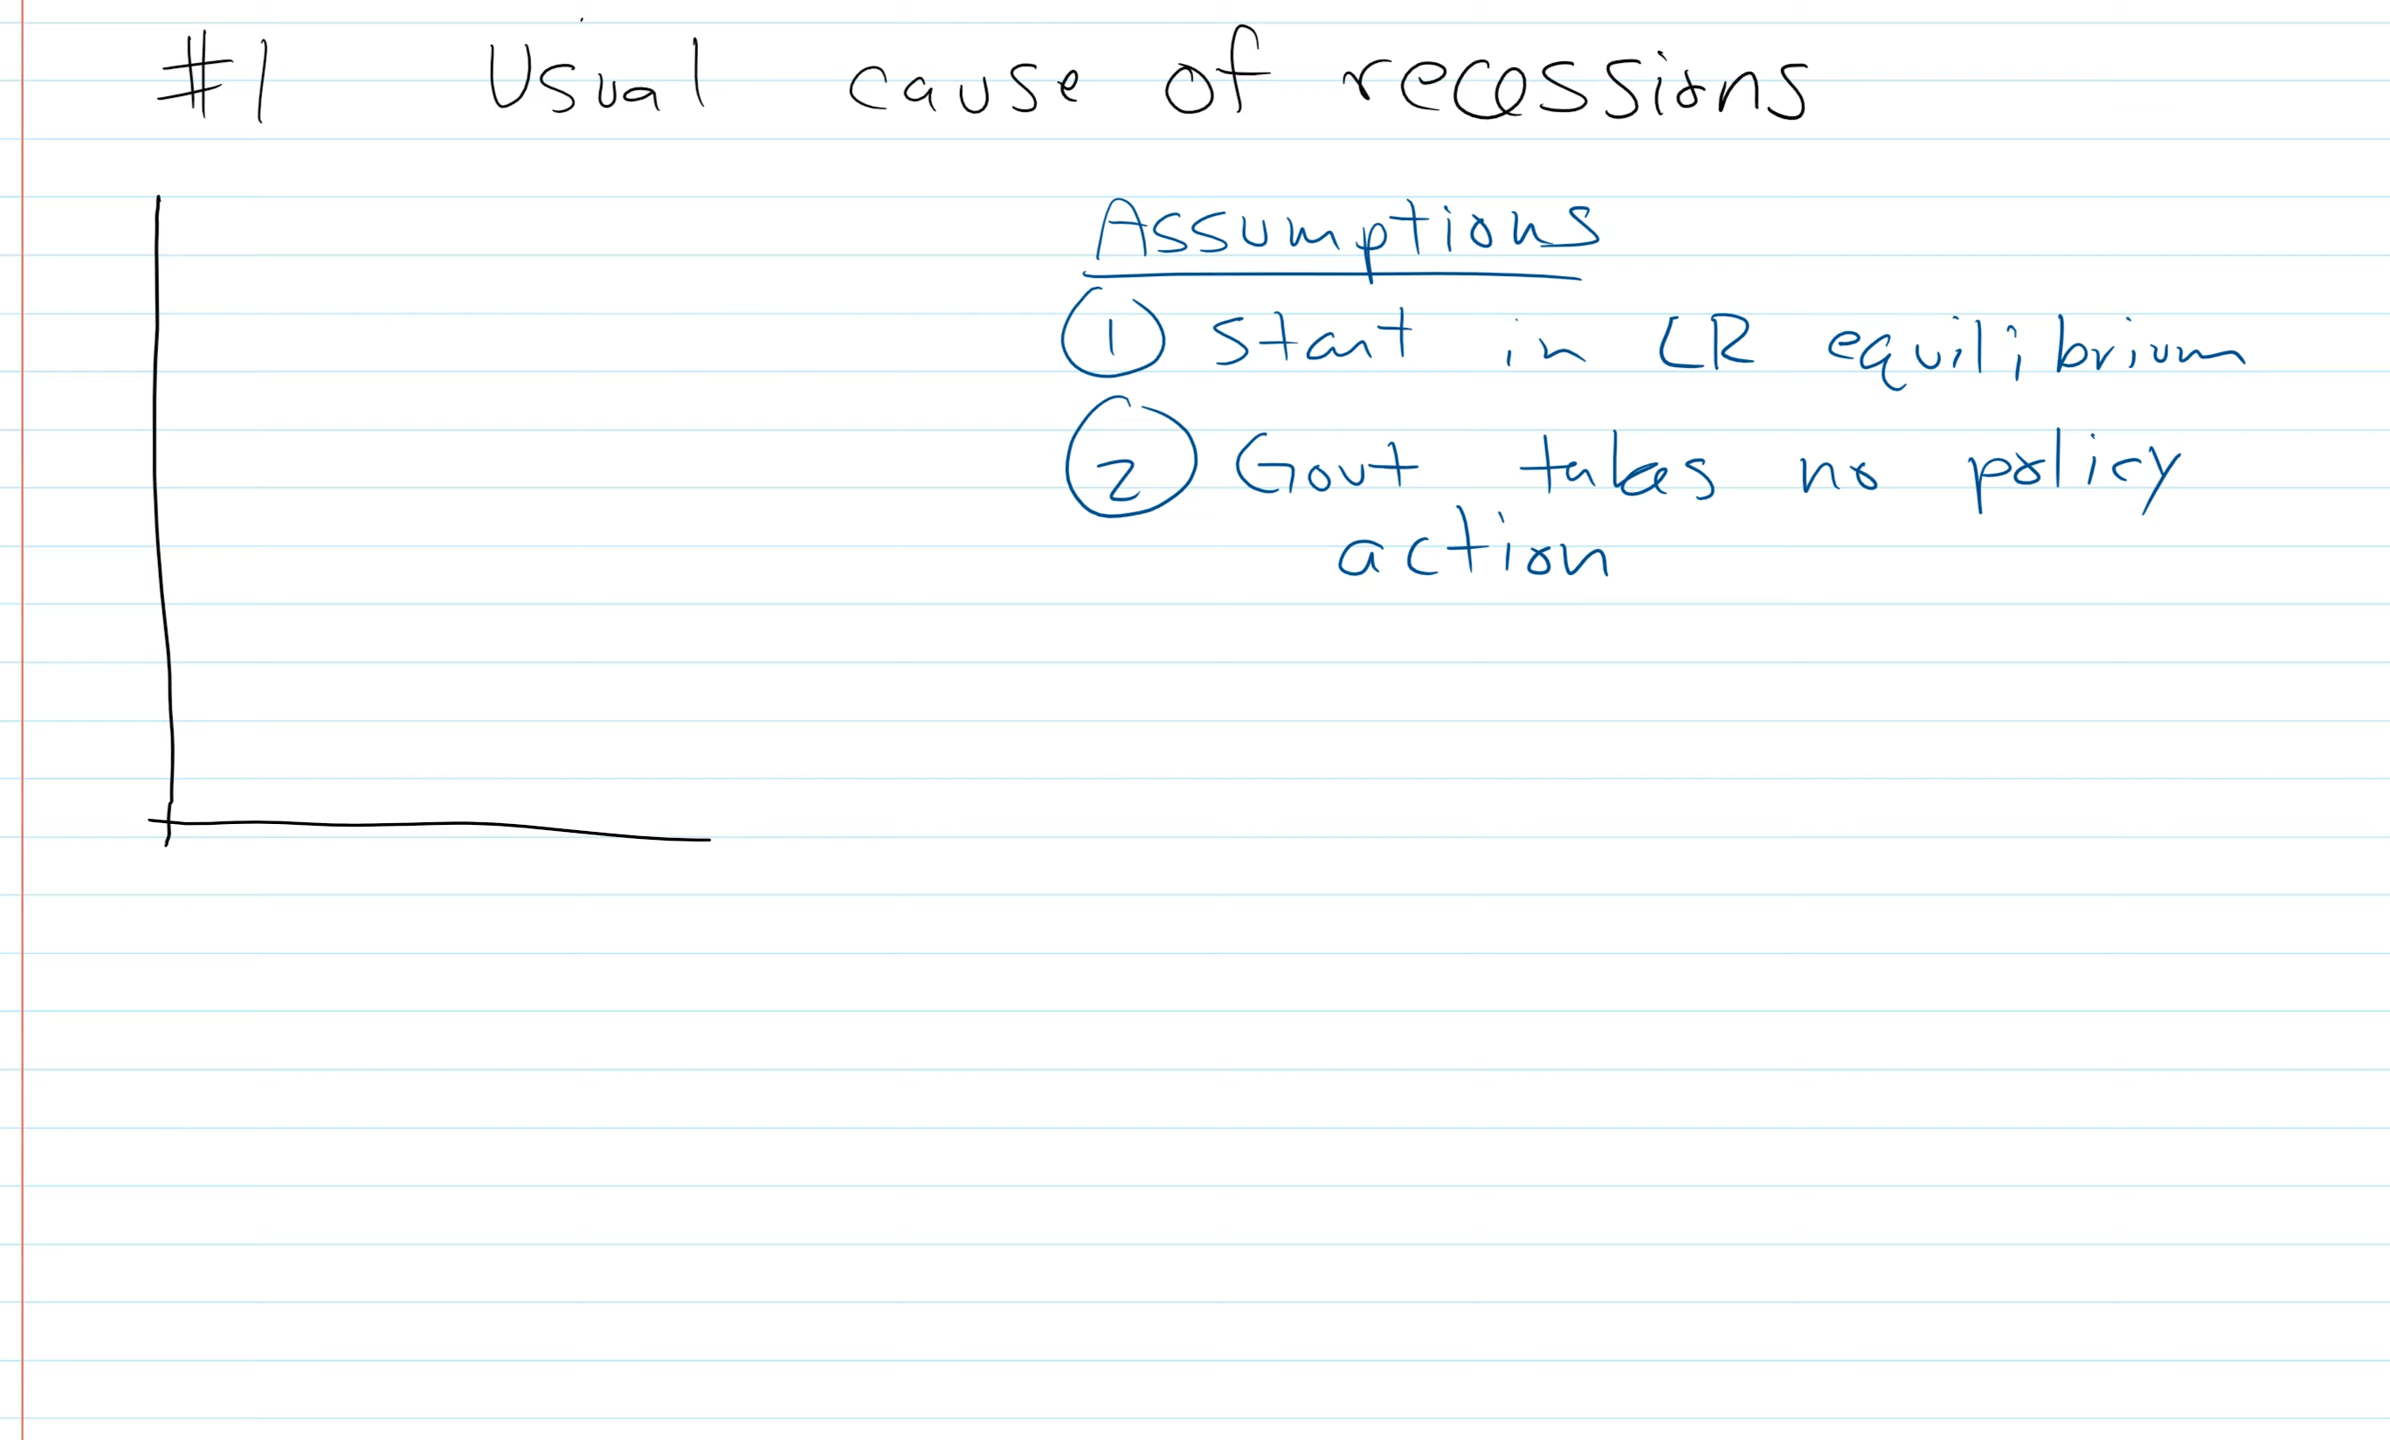 #1 Usual cause of recessions
Assumptions
① Start in LR equilibrium
② Govt takes no policy
action